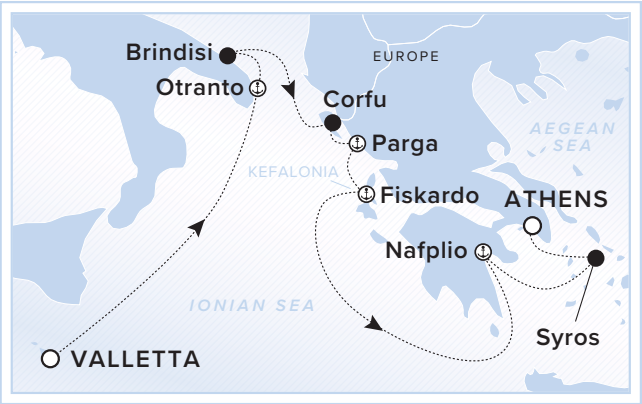 Brindisi
EUROPE
Otranto
Corfu
AEGEAN
SEA
Parga
KEFALONIA
Fiskardo
ATHENS
Nafplio
IONIAN SEA
Syros
VALLETTA